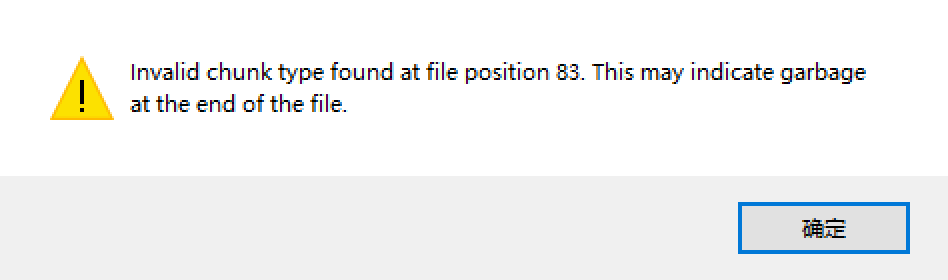 Invalid chunk type found at file position 83. This may indicate garbage
at the end of the file.
确定